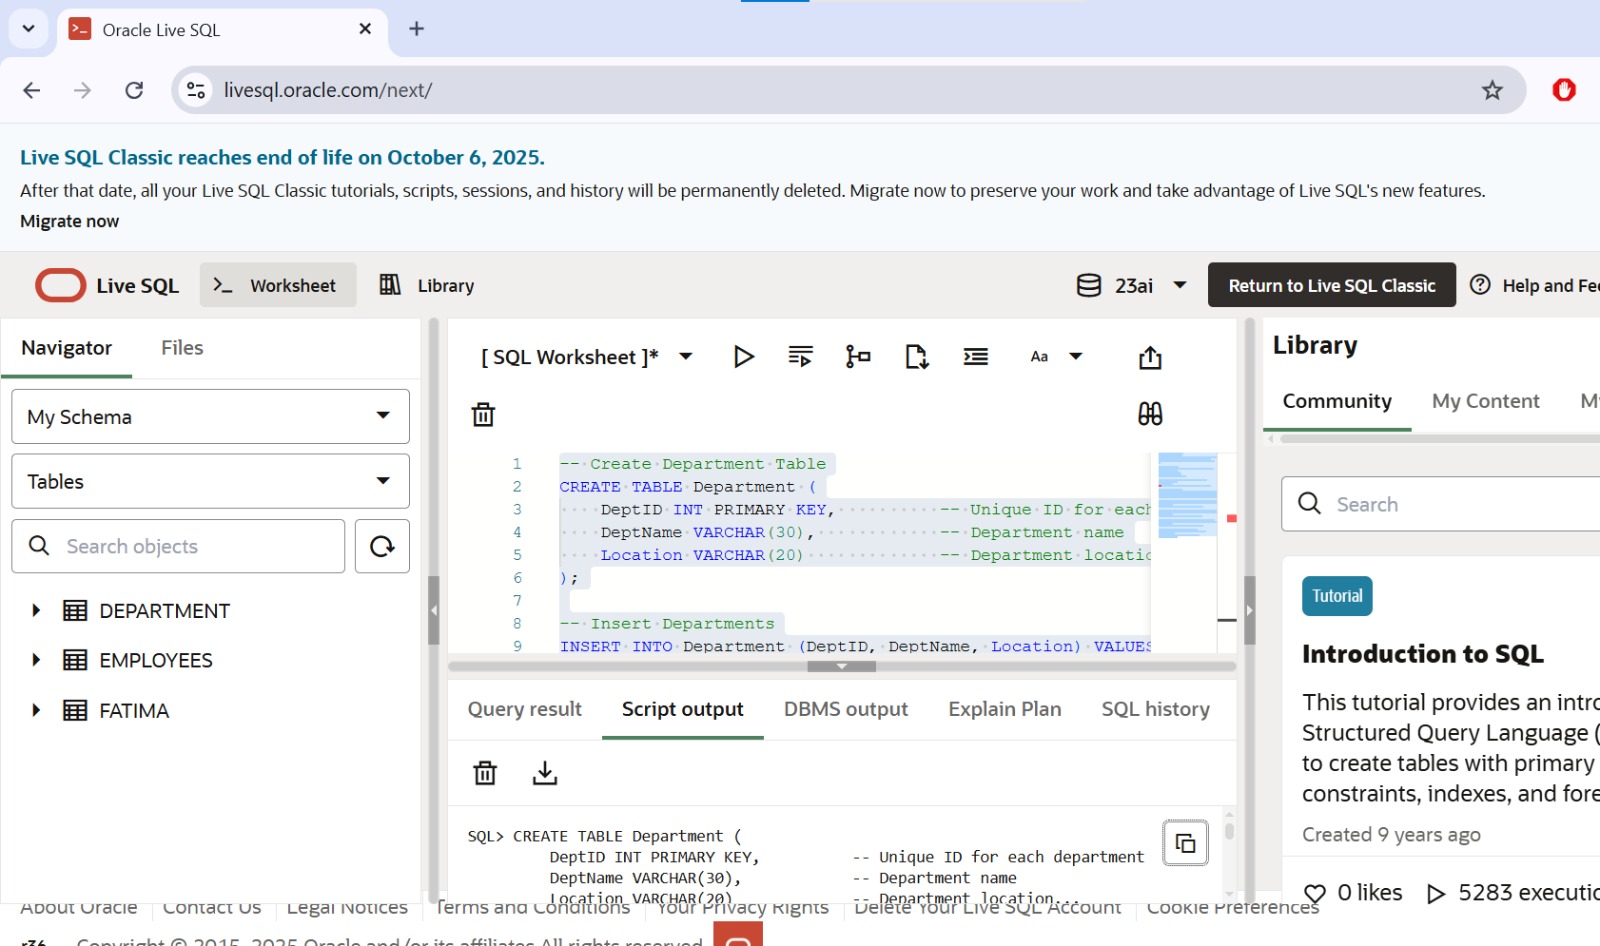 Oracle Live SQL
livesql.oracle.com/next/
Live SQL Classic reaches end of life on October 6, 2025.
After that date, all your Live SQL Classic tutorials, scripts, sessions, and history will be permanently deleted. Migrate now to preserve your work and take advantage of Live SQL's new features.
Migrate now
Live SQL
Worksheet
Library
23ai
Return to Live SQL Classic
Help and Fee
Navigator
Files
My Schema
Tables
Search objects
DEPARTMENT
EMPLOYEES
FATIMA
[ SQL Worksheet ]*
Aa
1 -- Create Department Table
2 CREATE TABLE Department (
3 DeptID INT PRIMARY KEY, -- Unique ID for each
4 DeptName VARCHAR(30), -- Department name
5 Location VARCHAR(20) -- Department locatio
6 );
7
8 -- Insert Departments
9 INSERT INTO Department (DeptID, DeptName, Location) VALUES
Query result
Script output
DBMS output
Explain Plan
SQL history
SQL> CREATE TABLE Department (
DeptID INT PRIMARY KEY, -- Unique ID for each department
DeptName VARCHAR(30), -- Department name
Location VARCHAR(20) -- Department location...
Library
Community
My Content
My
Search
Tutorial
Introduction to SQL
This tutorial provides an intro
Structured Query Language (
to create tables with primary
constraints, indexes, and fore
Created 9 years ago
0 likes
5283 executio
About Oracle
Contact Us
Legal Notices
Terms and Conditions
Your Privacy Rights
Delete Your Live SQL Account
Cookie Preferences
r36
Copyright © 2015, 2025 Oracle and/or its affiliates All rights reserved